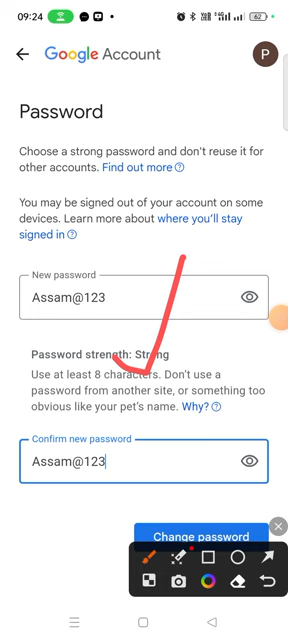 09:24
62
Google Account
P
Password
Choose a strong password and don't reuse it for
other accounts. Find out more
You may be signed out of your account on some
devices. Learn more about where you'll stay
signed in
New password
Assam@123
Password strength: Strong
Use at least 8 characters. Don't use a
password from another site, or something too
obvious like your pet's name. Why?
Confirm new password
Assam@123
Change password